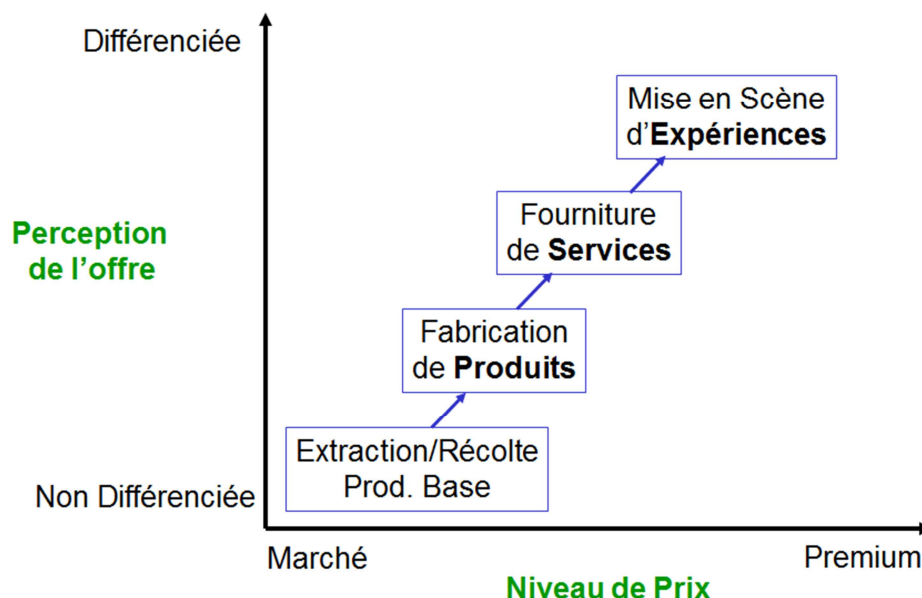 Différenciée
Mise en Scène
d'Expériences
Fourniture
de Services
Perception
de l'offre
Fabrication
de Produits
Extraction/Récolte
Prod. Base
Non Différenciée
Marché
Premium
Niveau de Prix